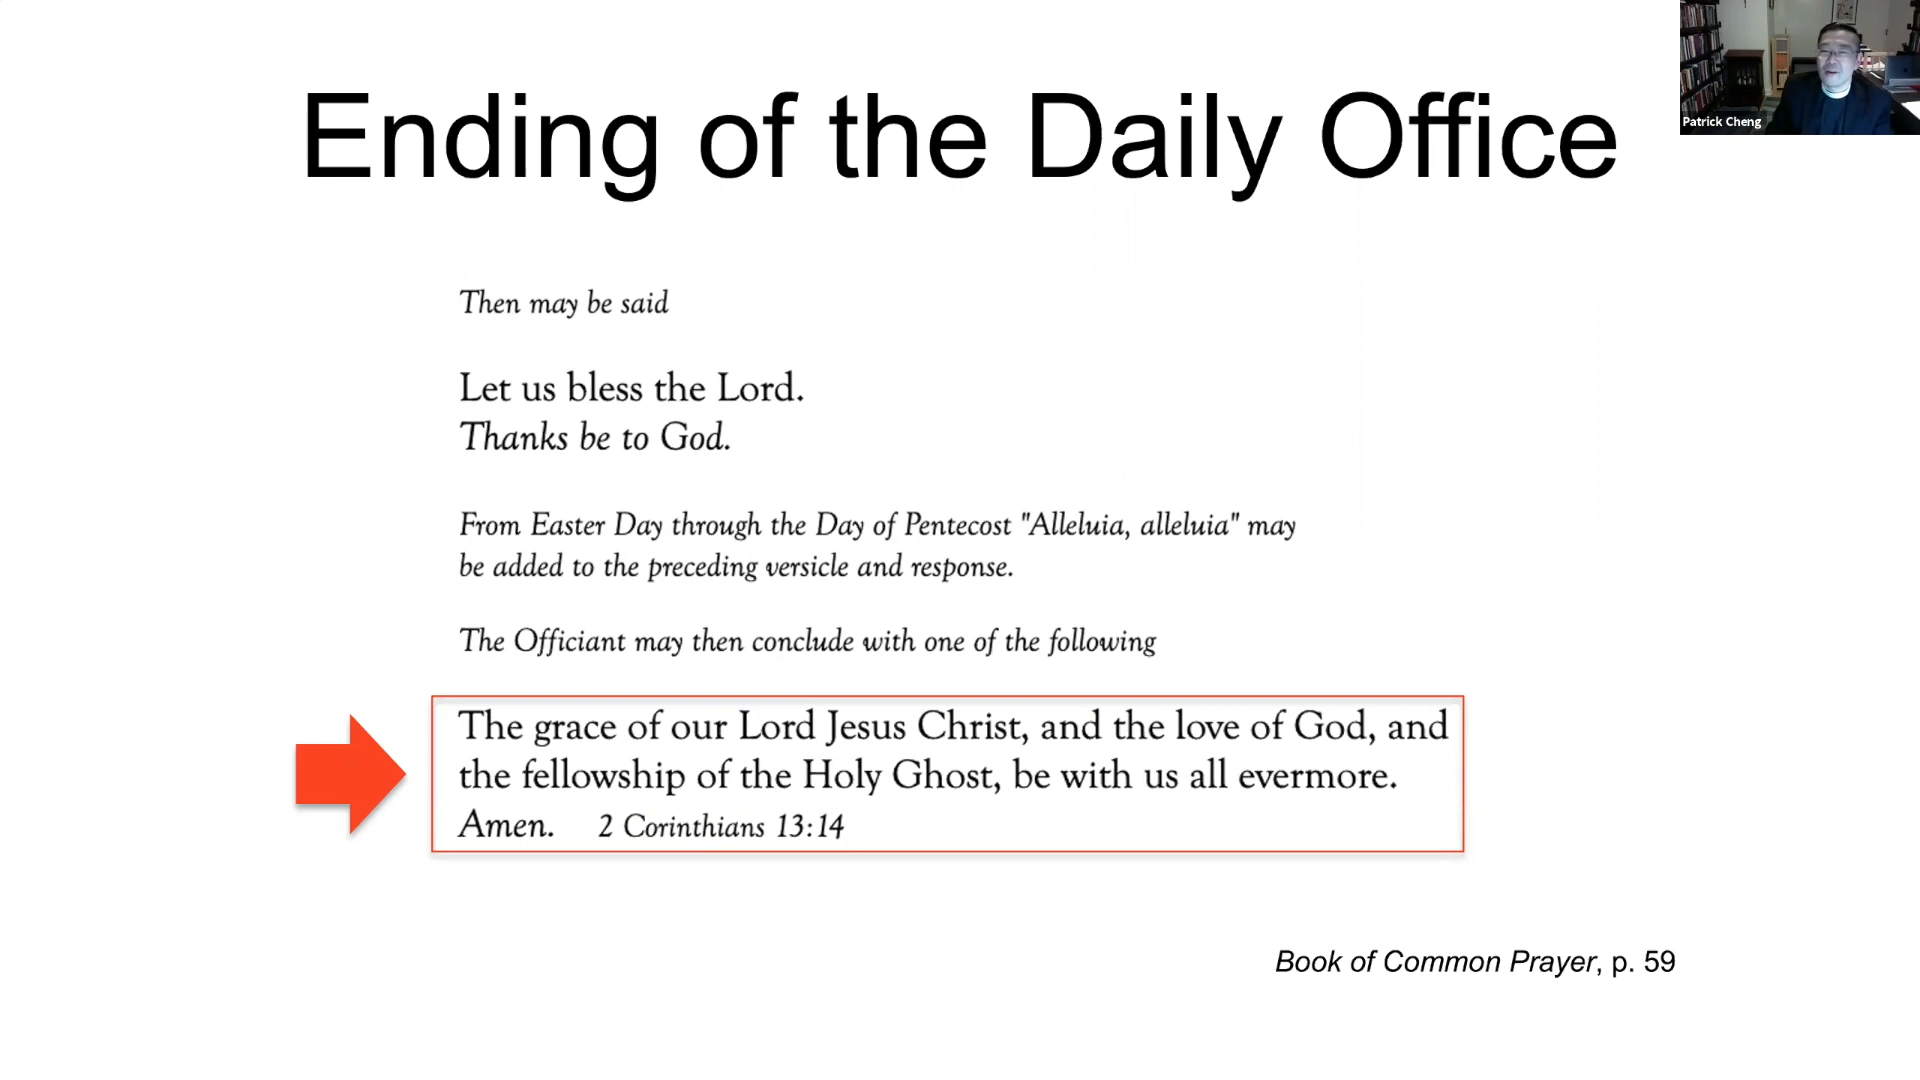 Ending of the Daily Office
Patrick Cheng
Then may be said
Let us bless the Lord.
Thanks be to God.
From Easter Day through the Day of Pentecost "Alleluia, alleluia" may
be added to the preceding versicle and response.
The Officiant may then conclude with one of the following
The grace of our Lord Jesus Christ, and the love of God, and
the fellowship of the Holy Ghost, be with us all evermore.
Amen. 2 Corinthians 13:14
Book of Common Prayer, p. 59